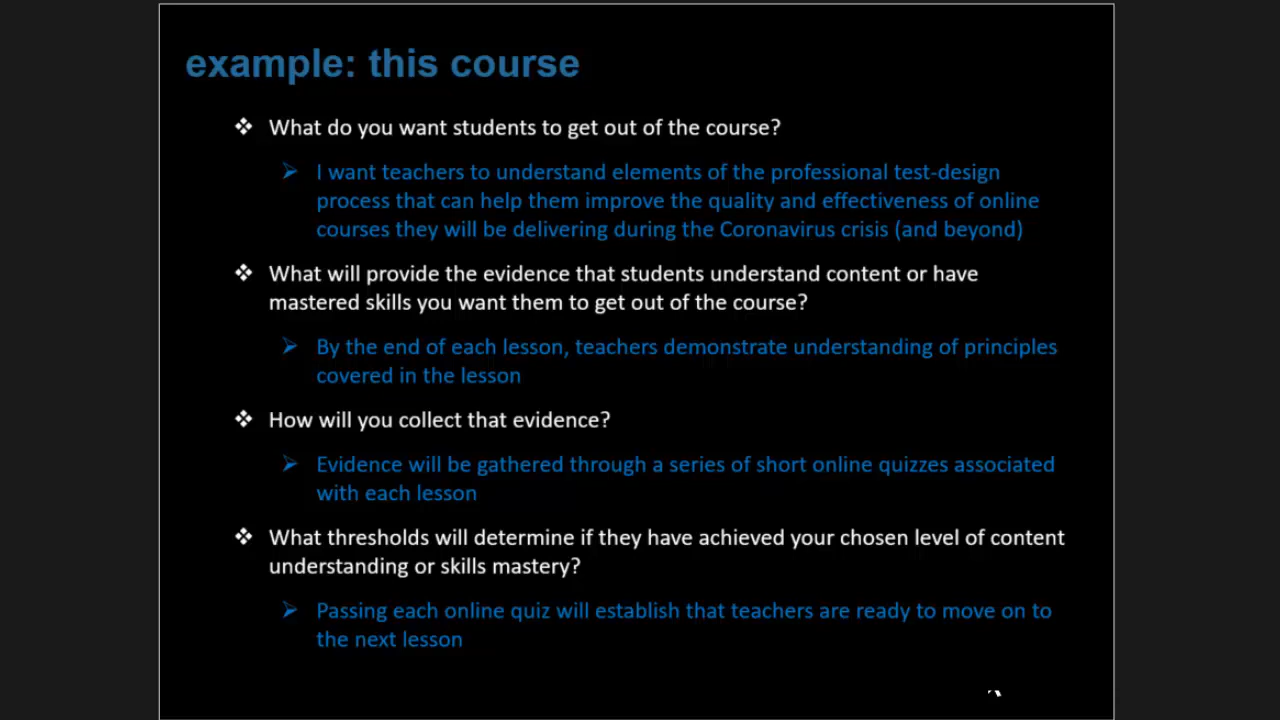 example: this course
What do you want students to get out of the course?
I want teachers to understand elements of the professional test-design
process that can help them improve the quality and effectiveness of online
courses they will be delivering during the Coronavirus crisis (and beyond)
What will provide the evidence that students understand content or have
mastered skills you want them to get out of the course?
By the end of each lesson, teachers demonstrate understanding of principles
covered in the lesson
How will you collect that evidence?
Evidence will be gathered through a series of short online quizzes associated
with each lesson
What thresholds will determine if they have achieved your chosen level of content
understanding or skills mastery?
Passing each online quiz will establish that teachers are ready to move on to
the next lesson